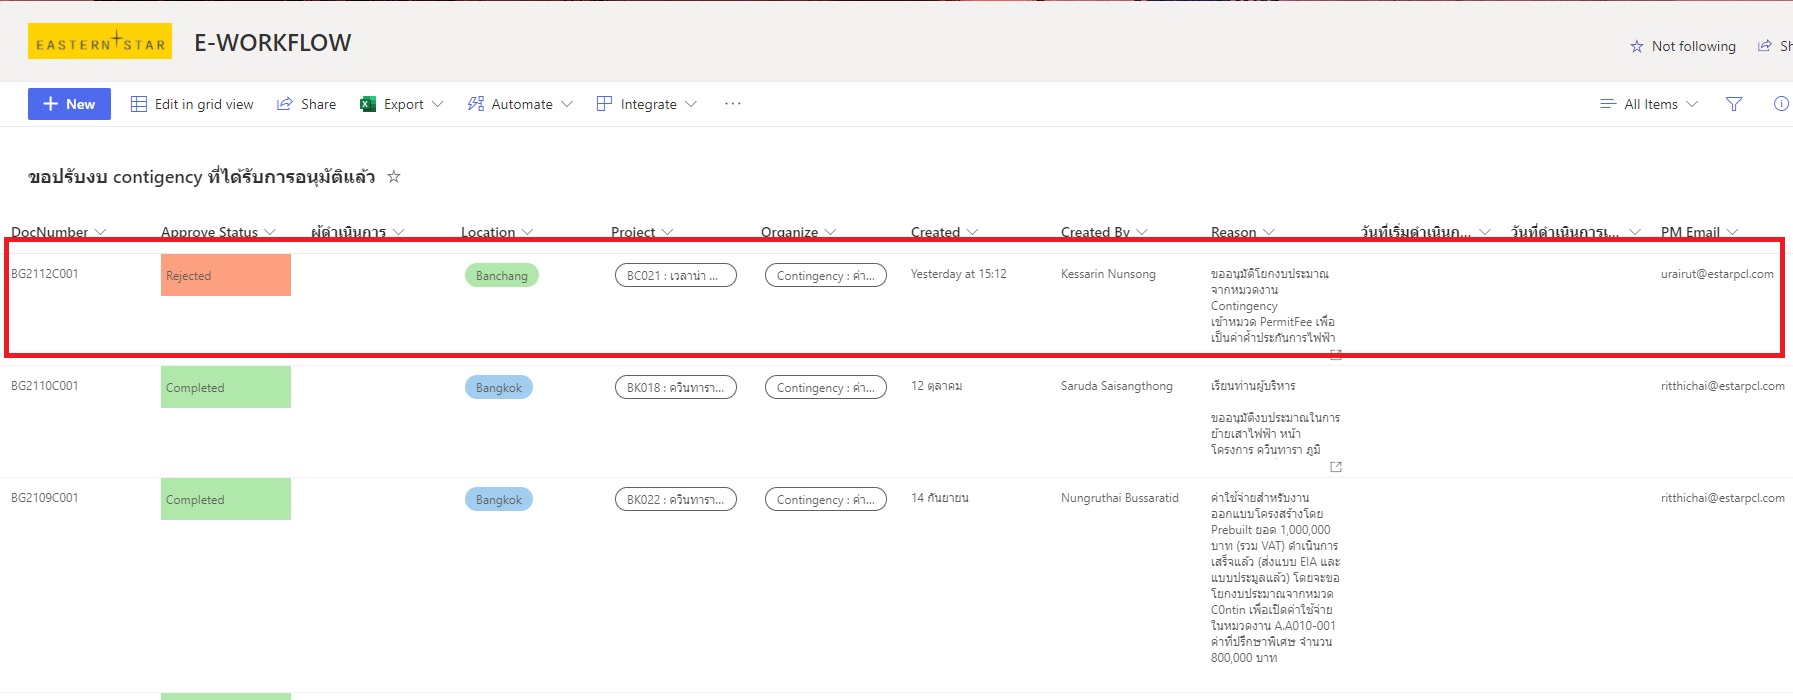 EASTERN STAR
E-WORKFLOW
Not following
Sh
New
Edit in grid view
Share
Export
Automate
Integrate
All Items
ขอปรับงบ contigency ที่ได้รับการอนุมัติแล้ว
DocNumber
Approve Status
ผู้ดำเนินการ
Location
Project
Organize
Created
Created By
Reason
วันที่เริ่มดำเนินก...
วันที่ดำเนินการเ...
PM Email
BG2112C001
Rejected
Banchang
BC021 : เวลาน่า ...
Contingency : ค่า...
Yesterday at 15:12
Kessarin Nunsong
ขออนุมัติโยกงบประมาณ
จากหมวดงาน
Contingency
เข้าหมวด PermitFee เพื่อ
เป็นค่าค้ำประกันการไฟฟ้า
urairut@estarpcl.com
BG2110C001
Completed
Bangkok
BK018 : ควินทารา...
Contingency : ค่า...
12 ตุลาคม
Saruda Saisangthong
เรียนท่านผู้บริหาร
ขออนุมัติงบประมาณในการ
ย้ายเสาไฟฟ้า หน้า
โครงการ ควินทารา ภูมิ
ritthichai@estarpcl.com
BG2109C001
Completed
Bangkok
BK022 : ควินทารา...
Contingency : ค่า...
14 กันยายน
Nungruthai Bussaratid
ค่าใช้จ่ายสำหรับงาน
ออกแบบโครงสร้างโดย
Prebuilt ยอด 1,000,000
บาท (รวม VAT) ดำเนินการ
เสร็จแล้ว (ส่งแบบ EIA และ
แบบประมูลแล้ว) โดยจะขอ
โยกงบประมาณจากหมวด
C0ntin เพื่อเปิดค่าใช้จ่าย
ในหมวดงาน A.A010-001
ค่าที่ปรึกษาพิเศษ จำนวน
800,000 บาท
ritthichai@estarpcl.com